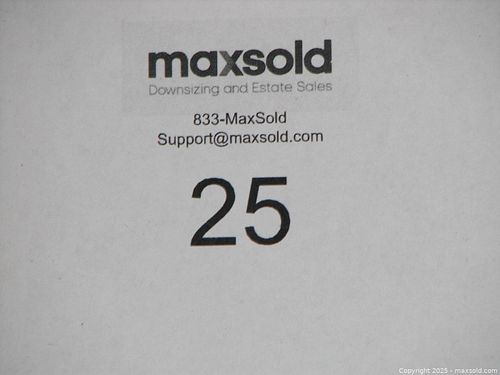 maxsold
Downsizing and Estate Sales
833-MaxSold
Support@maxsold.com
25
Copyright 2025 - maxsold.com